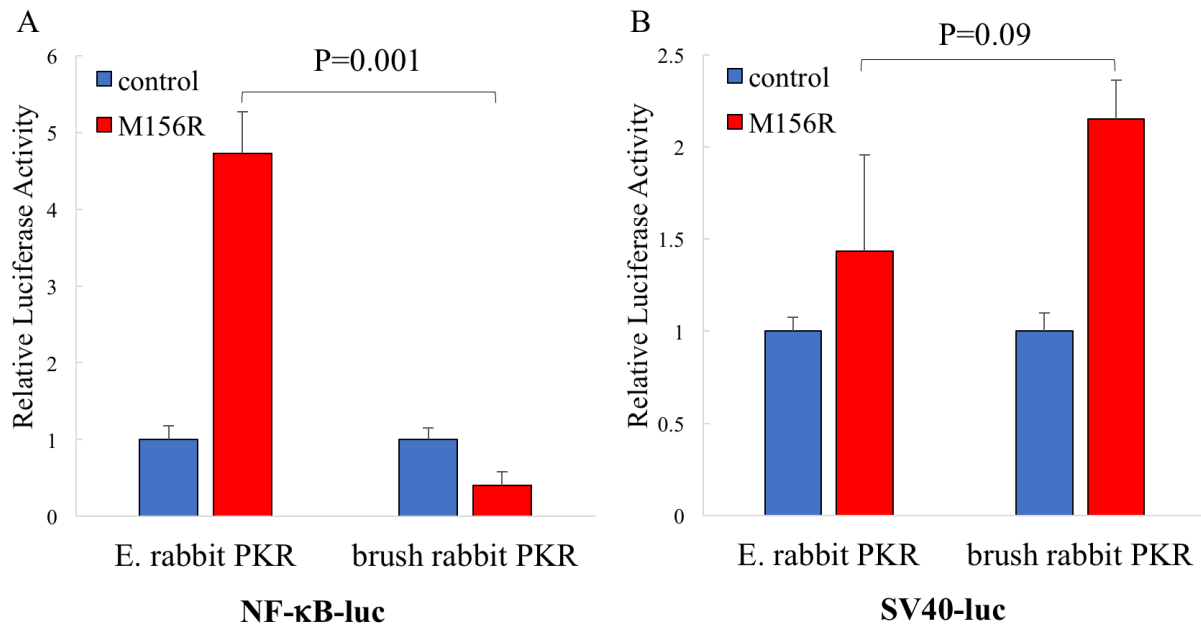 A
P=0.001
control
M156R
Relative Luciferase Activity
6
5
4
3
2
1
0
E. rabbit PKR
brush rabbit PKR
NF-κB-luc
B
P=0.09
control
M156R
Relative Luciferase Activity
2.5
2
1.5
1
0.5
0
E. rabbit PKR
brush rabbit PKR
SV40-luc